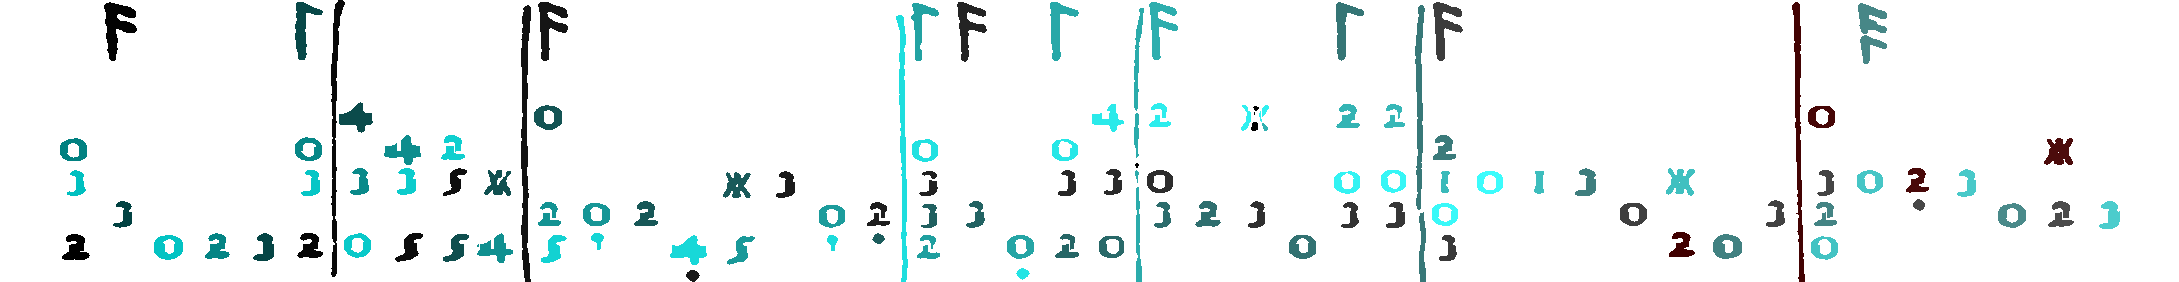 4 0 4 2 Ж 2 2 0
0 0 4 2 0 0 2 Ж
3 3 3 3 5 Ж Ж 3 3 3 3 0 0 0 1 0 1 3 Ж 3 0 2 3
3 2 0 2 0 2 3 3 3 2 3 3 3 0 0 3 2 0 2 3
2 0 2 3 2 0 5 5 4 5 4 5 2 0 2 0 0 3 2 0 0